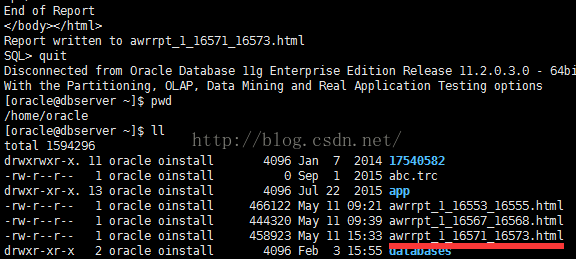 End of Report
</body></html>
Report written to awrrpt_1_16571_16573.html
SQL> quit
Disconnected from Oracle Database 11g Enterprise Edition Release 11.2.0.3.0 - 64bi
With the Partitioning, OLAP, Data Mining and Real Application Testing options
[oracle@dbserver ~]$ pwd
/home/oracle
[oracle@dbserver ~]$ ll
http://blog.csdn.net/
total 1594296
drwxrwxr-x. 11 oracle oinstall 4096 Jan 7 2014 17540582
-rw-r--r-- 1 oracle oinstall 0 Sep 1 2015 abc.trc
drwxr-xr-x. 13 oracle oinstall 4096 Jul 22 2015 app
-rw-r--r-- 1 oracle oinstall 466122 May 11 09:21 awrrpt_1_16553_16555.html
-rw-r--r-- 1 oracle oinstall 444320 May 11 09:39 awrrpt_1_16567_16568.html
-rw-r--r-- 1 oracle oinstall 458923 May 11 15:33 awrrpt_1_16571_16573.html
drwxr-xr-x 2 oracle oinstall 4096 Feb 3 15:55 databases